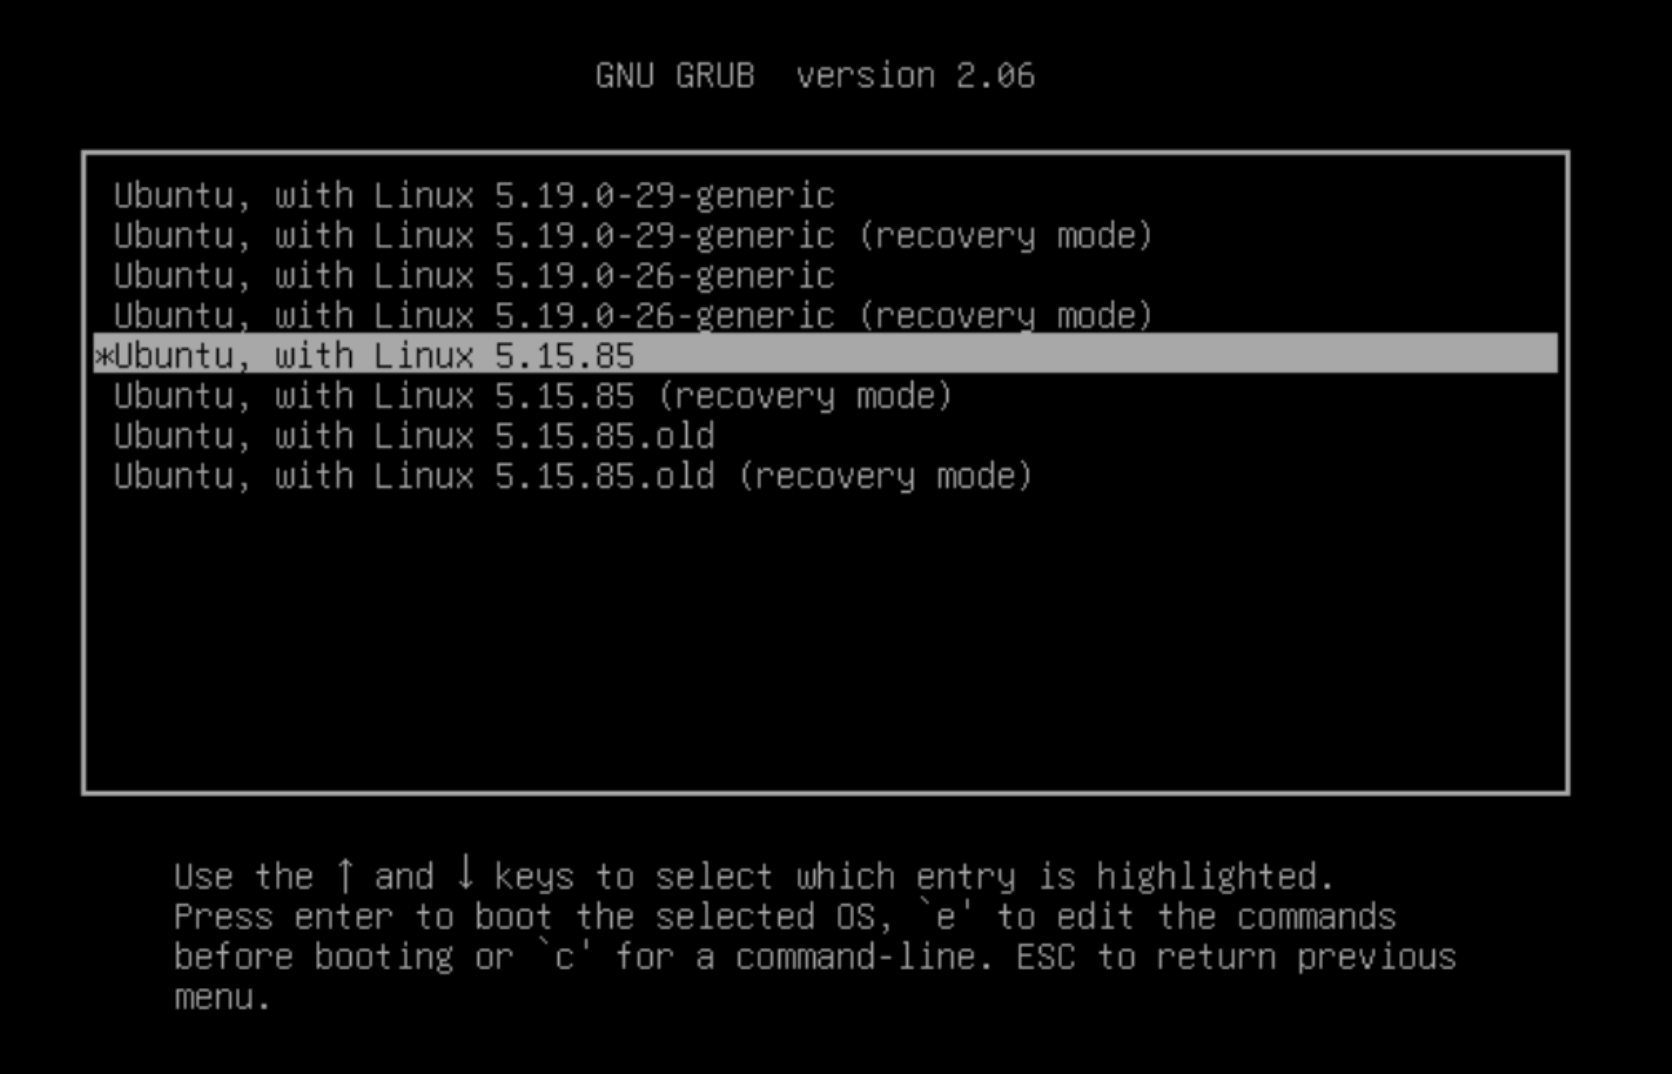 GNU GRUB  version 2.06
Ubuntu, with Linux 5.19.0-29-generic
Ubuntu, with Linux 5.19.0-29-generic (recovery mode)
Ubuntu, with Linux 5.19.0-26-generic
Ubuntu, with Linux 5.19.0-26-generic (recovery mode)
*Ubuntu, with Linux 5.15.85
Ubuntu, with Linux 5.15.85 (recovery mode)
Ubuntu, with Linux 5.15.85.old
Ubuntu, with Linux 5.15.85.old (recovery mode)
Use the ↑ and ↓ keys to select which entry is highlighted.
Press enter to boot the selected OS, `e' to edit the commands
before booting or `c' for a command-line. ESC to return previous
menu.